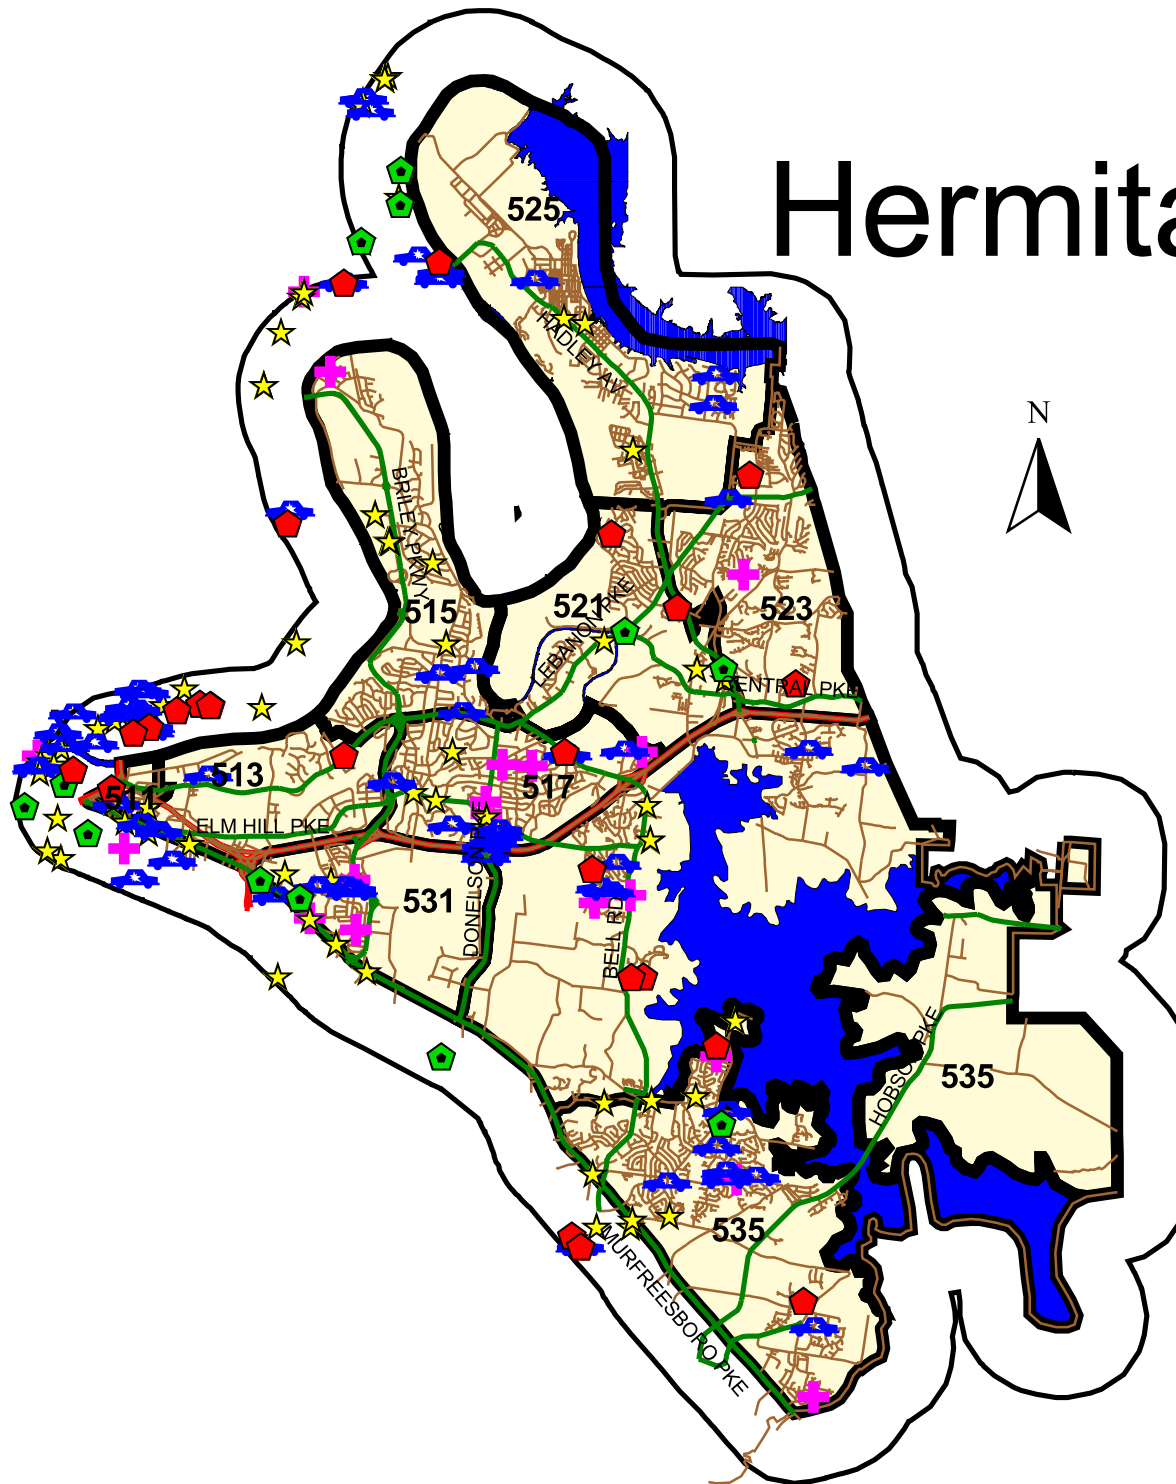 Hermita
525
HADLEY AV
N
BRILEY PKWY
515
521
LEBANON PKE
523
CENTRAL PKE
513
511
517
ELM HILL PKE
531
DONELSON PKE
BELL RD
HOBSON PKE
535
535
MURFREESBORO PKE